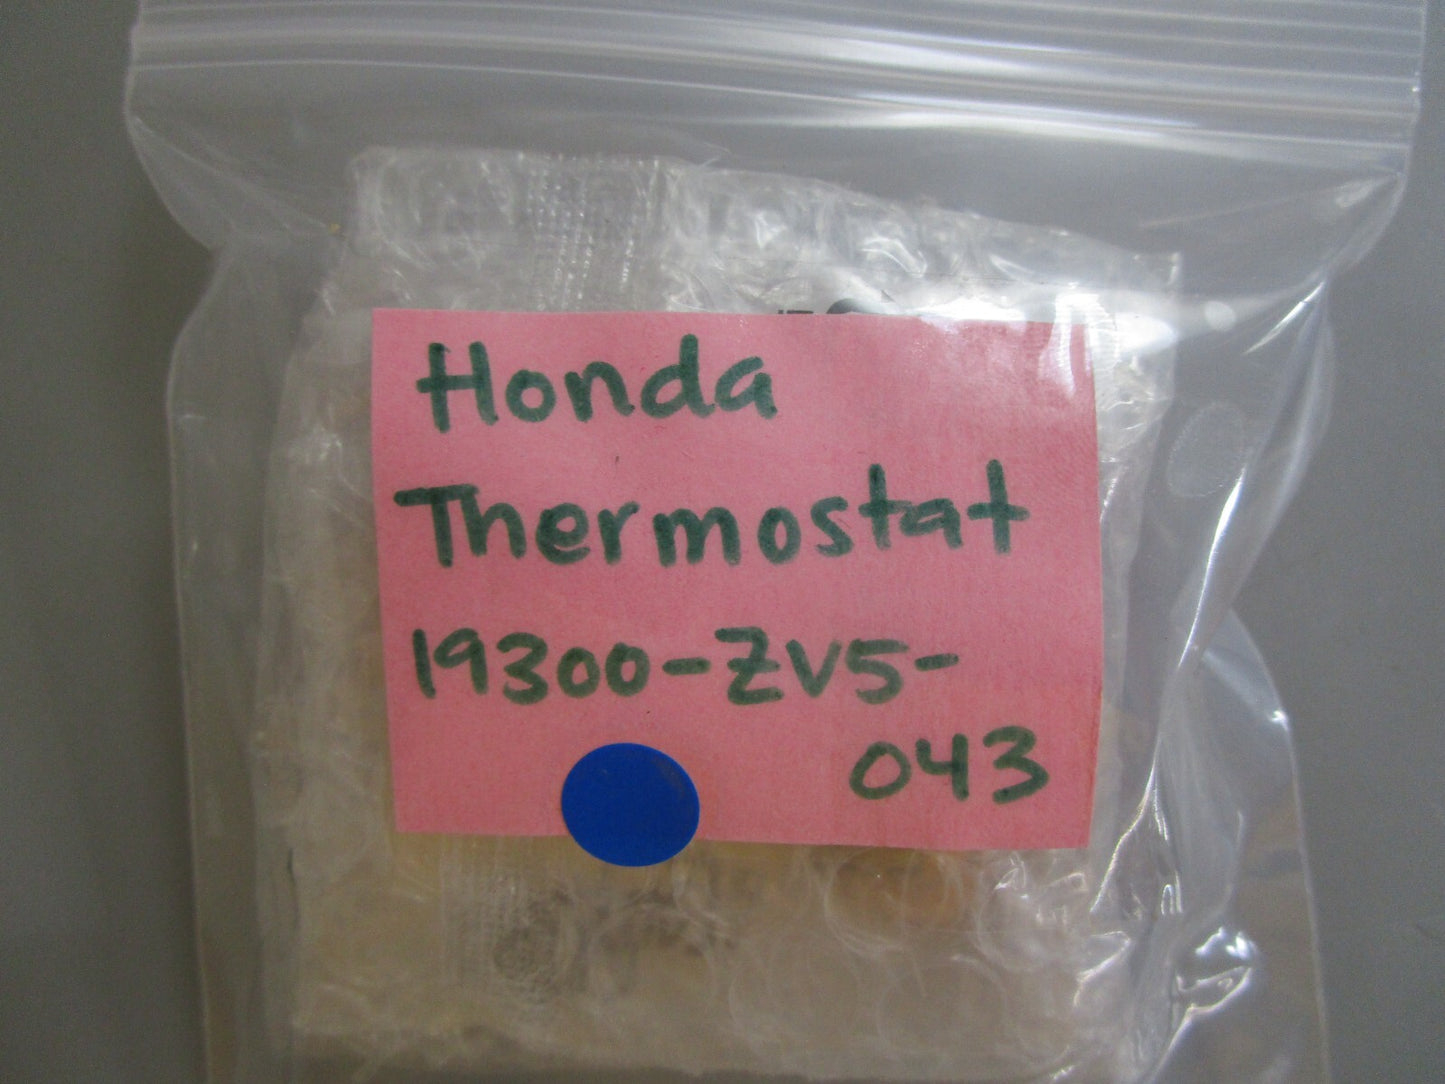 Honda
Thermostat
19300-ZV5-
043